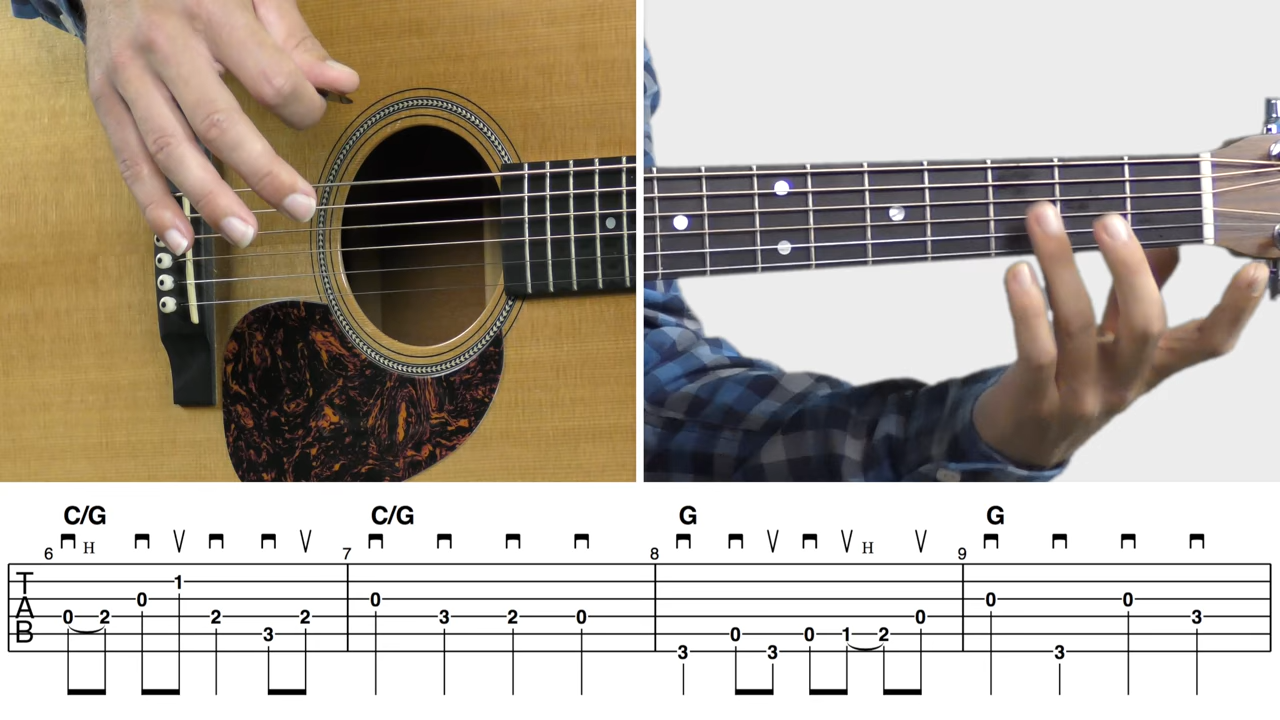 C/G C/G G G
6 H 7 8 H 9
T
A
B
1
0 0 0 0
0 2 2 2 3 2 0 0 3
3 0 0 1 2
3 3 3